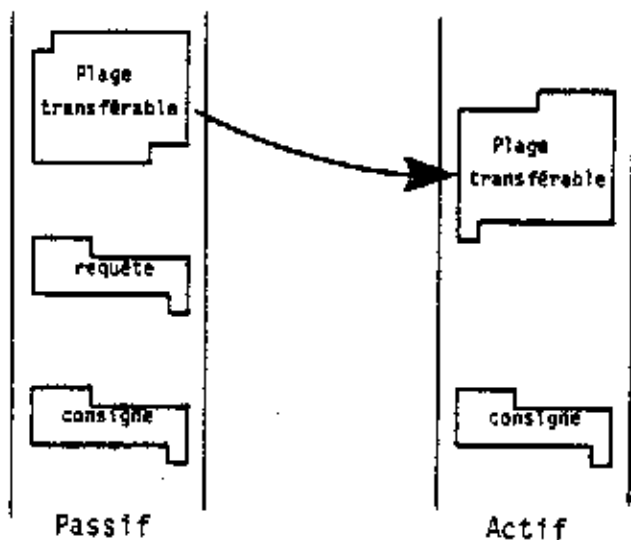 Plage
transférable
requête
consigne
Passif
Plage
transférable
consigne
Actif